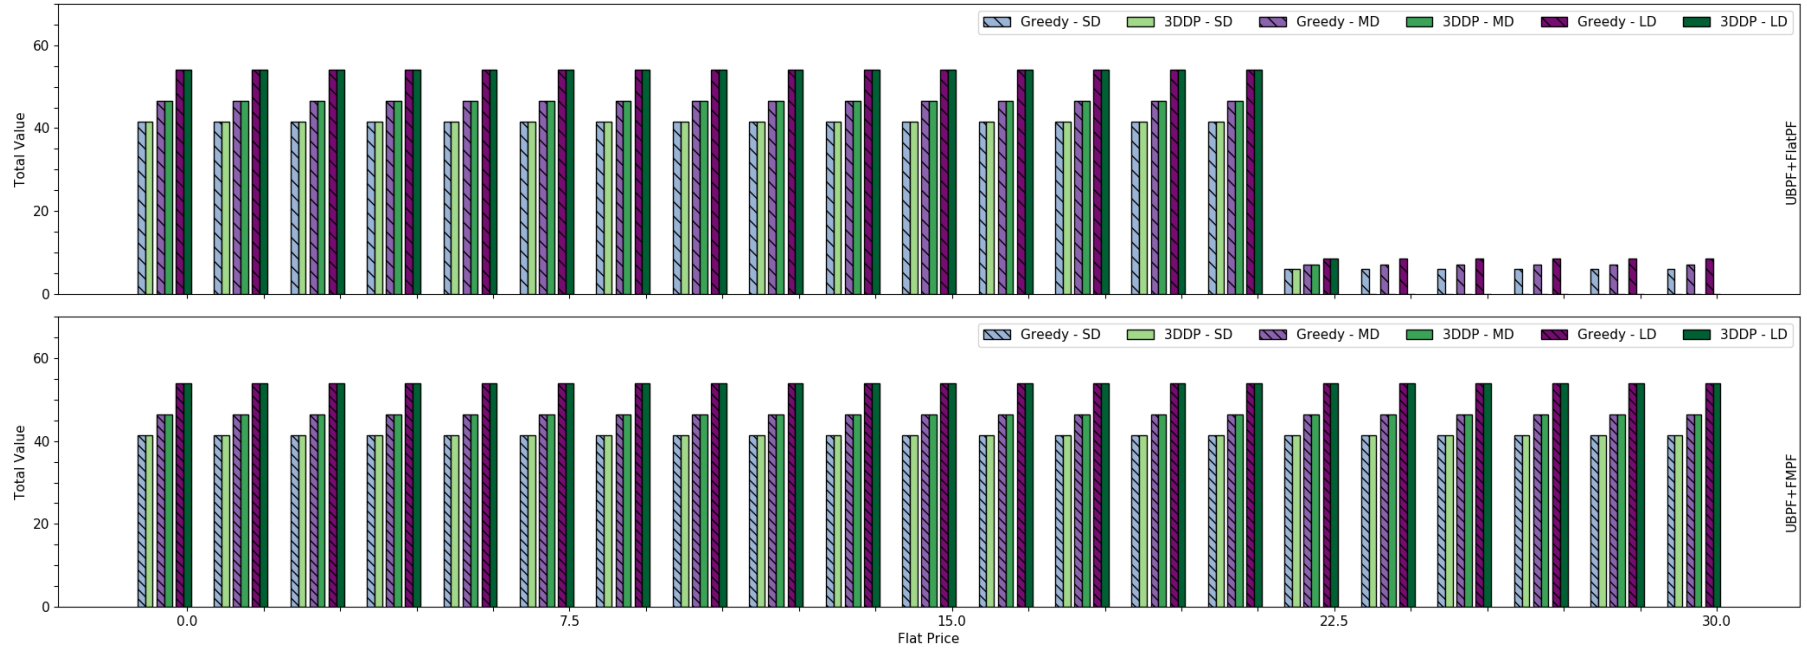 Greedy - SD 3DDP - SD Greedy - MD 3DDP - MD Greedy - LD 3DDP - LD
60
40
20
0
Total Value
UBPF+FlatPF
Greedy - SD 3DDP - SD Greedy - MD 3DDP - MD Greedy - LD 3DDP - LD
60
40
20
0
Total Value
UBPF+FMPF
0.0 7.5 15.0 22.5 30.0
Flat Price